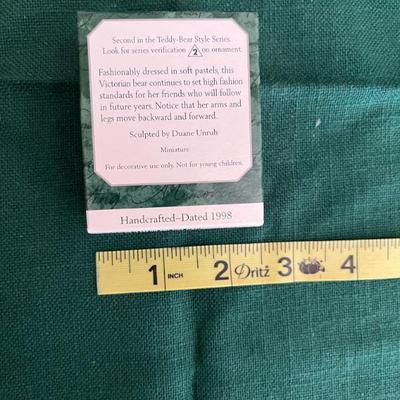 Second in the Teddy-Bear Style Series.
Look for series verification 2 on ornament.
Fashionably dressed in soft pastels, this
Victorian bear continues to set high fashion
standards for her friends who will follow
in future years. Notice that her arms and
legs move backward and forward.
Sculpted by Duane Unruh
Miniature
For decorative use only. Not for young children.
Handcrafted~Dated 1998
1 INCH 2 Dritz 3 4